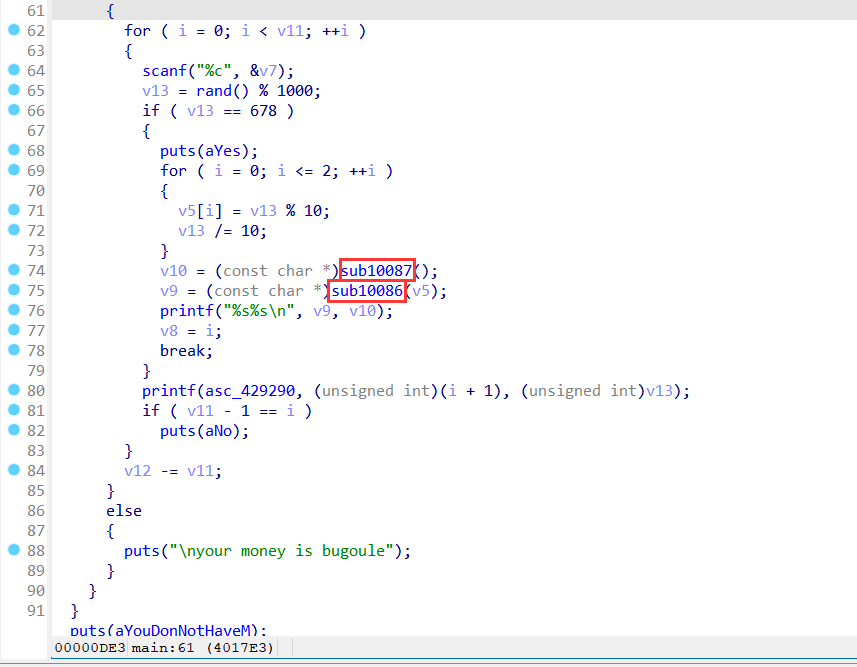 61 {
62 for ( i = 0; i < v11; ++i )
63 {
64 scanf("%c", &v7);
65 v13 = rand() % 1000;
66 if ( v13 == 678 )
67 {
68 puts(aYes);
69 for ( i = 0; i <= 2; ++i )
70 {
71 v5[i] = v13 % 10;
72 v13 /= 10;
73 }
74 v10 = (const char *)sub10087();
75 v9 = (const char *)sub10086(v5);
76 printf("%s%s\n", v9, v10);
77 v8 = i;
78 break;
79 }
80 printf(asc_429290, (unsigned int)(i + 1), (unsigned int)v13);
81 if ( v11 - 1 == i )
82 puts(aNo);
83 }
84 v12 -= v11;
85 }
86 else
87 {
88 puts("\nyour money is bugoule");
89 }
90 }
91 }
puts(aYouDonNotHaveM);
00000DE3 main:61 (4017E3)